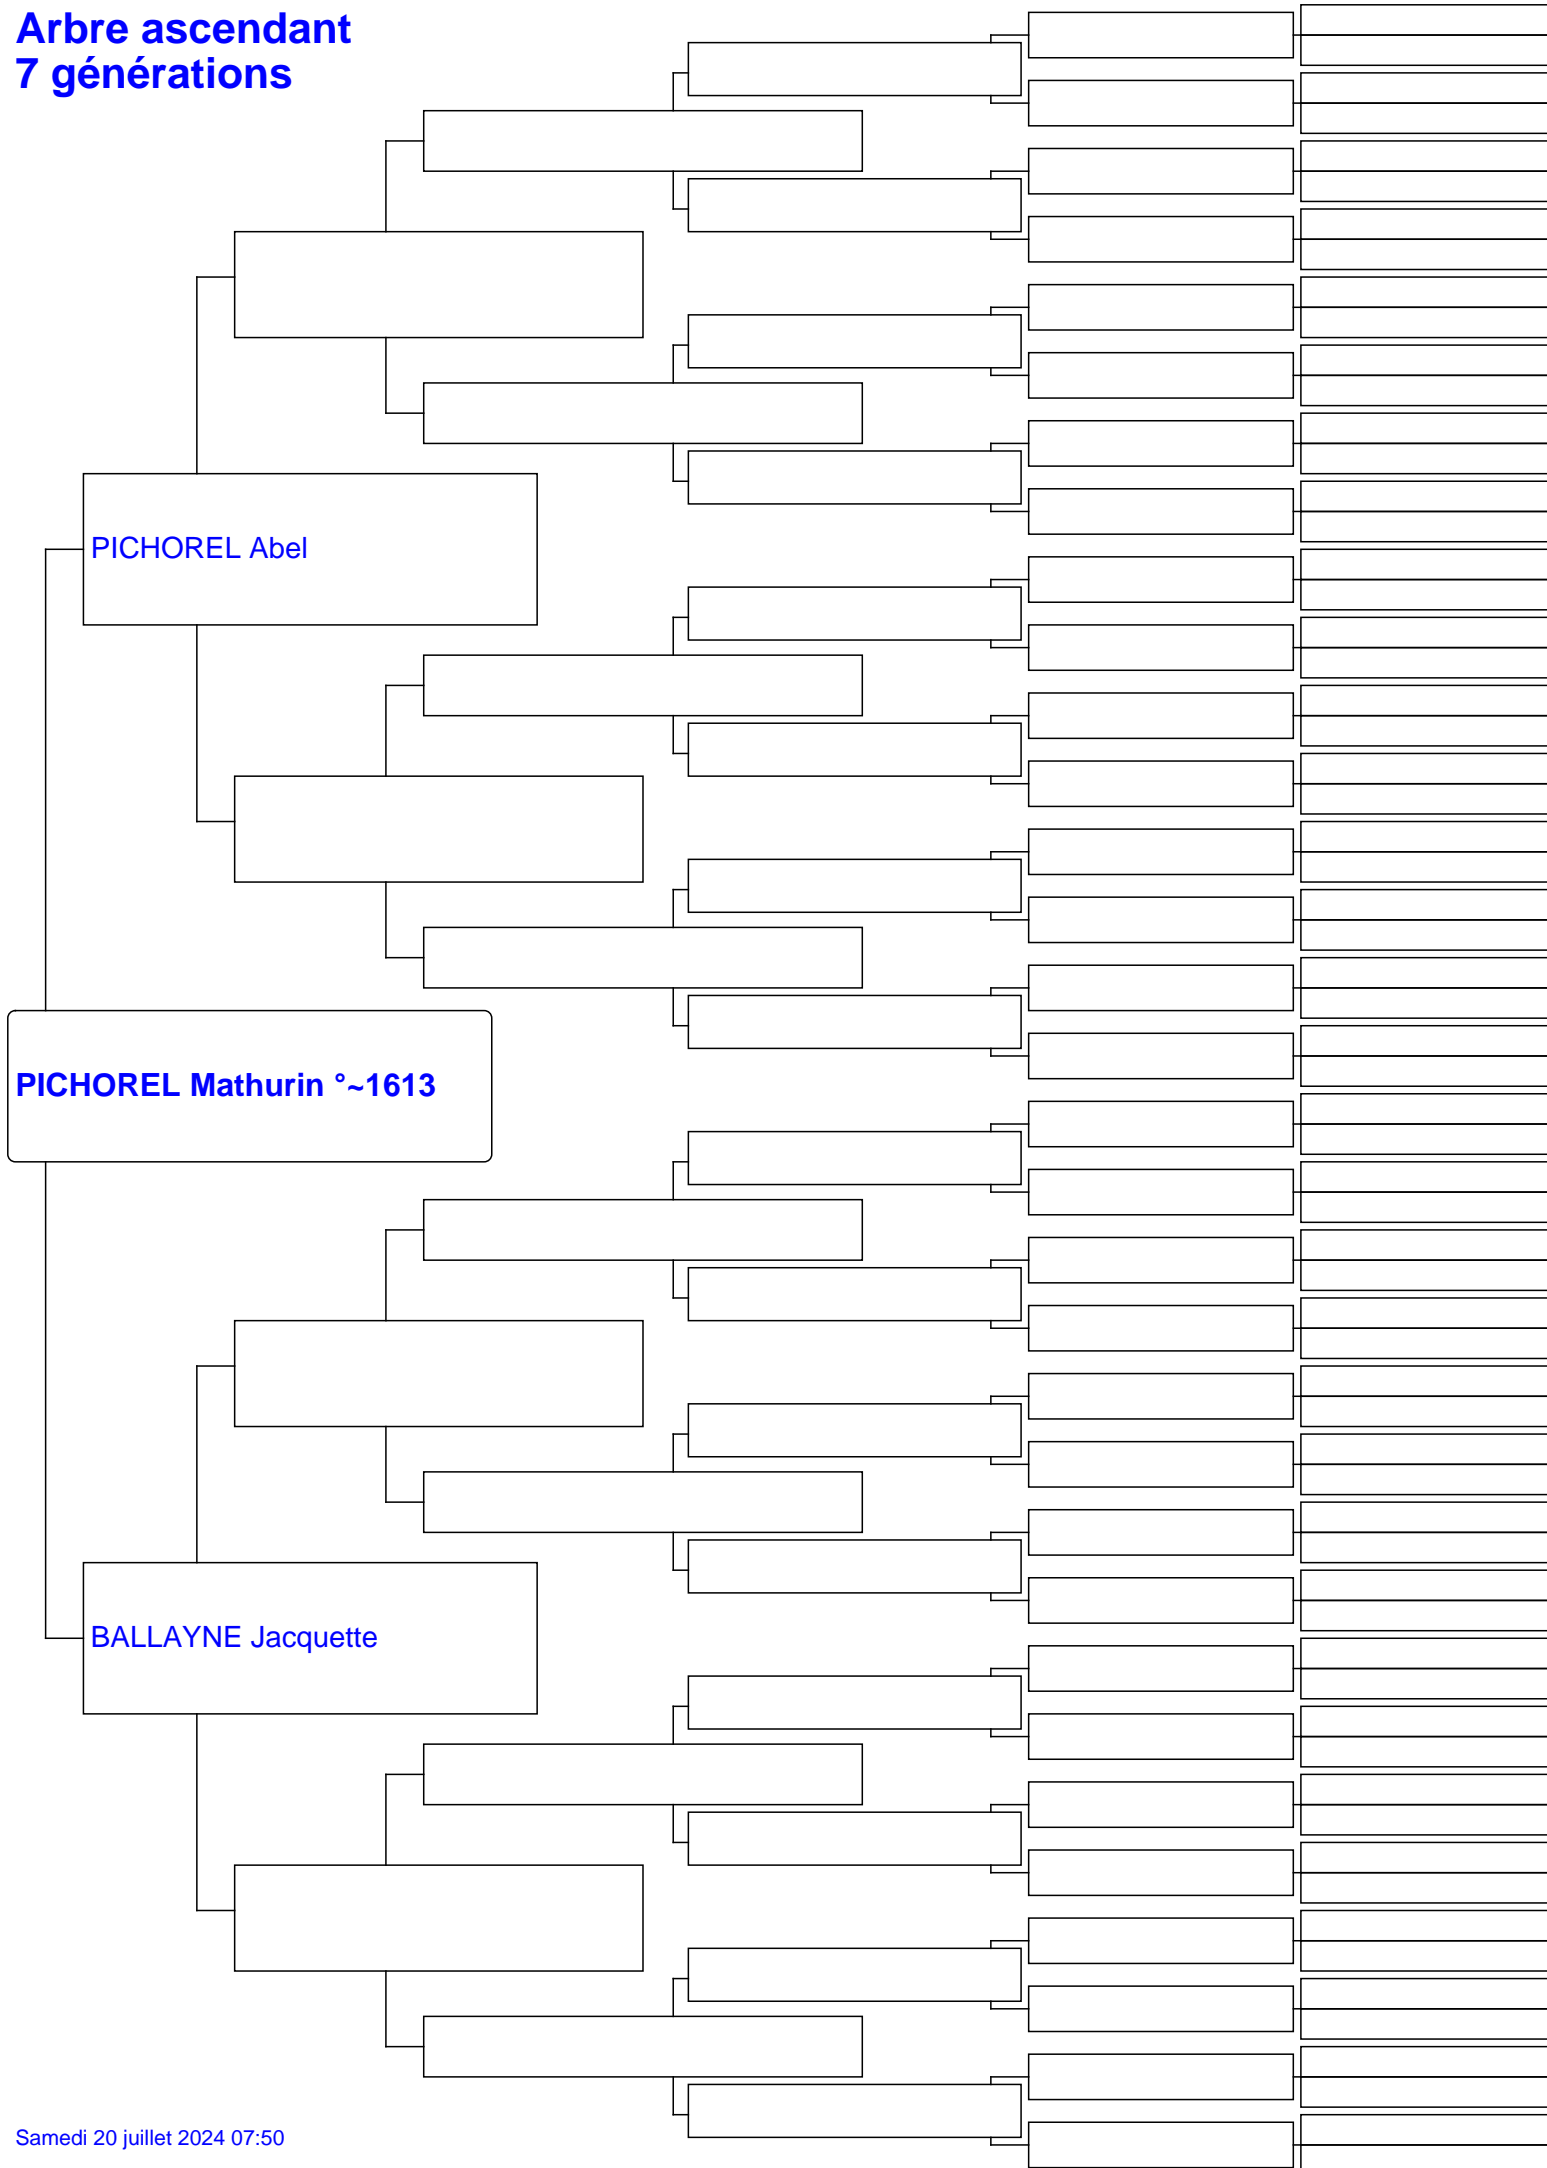 Arbre ascendant
7 générations
PICHOREL Abel
PICHOREL Mathurin °~1613
BALLAYNE Jacquette
Samedi 20 juillet 2024 07:50